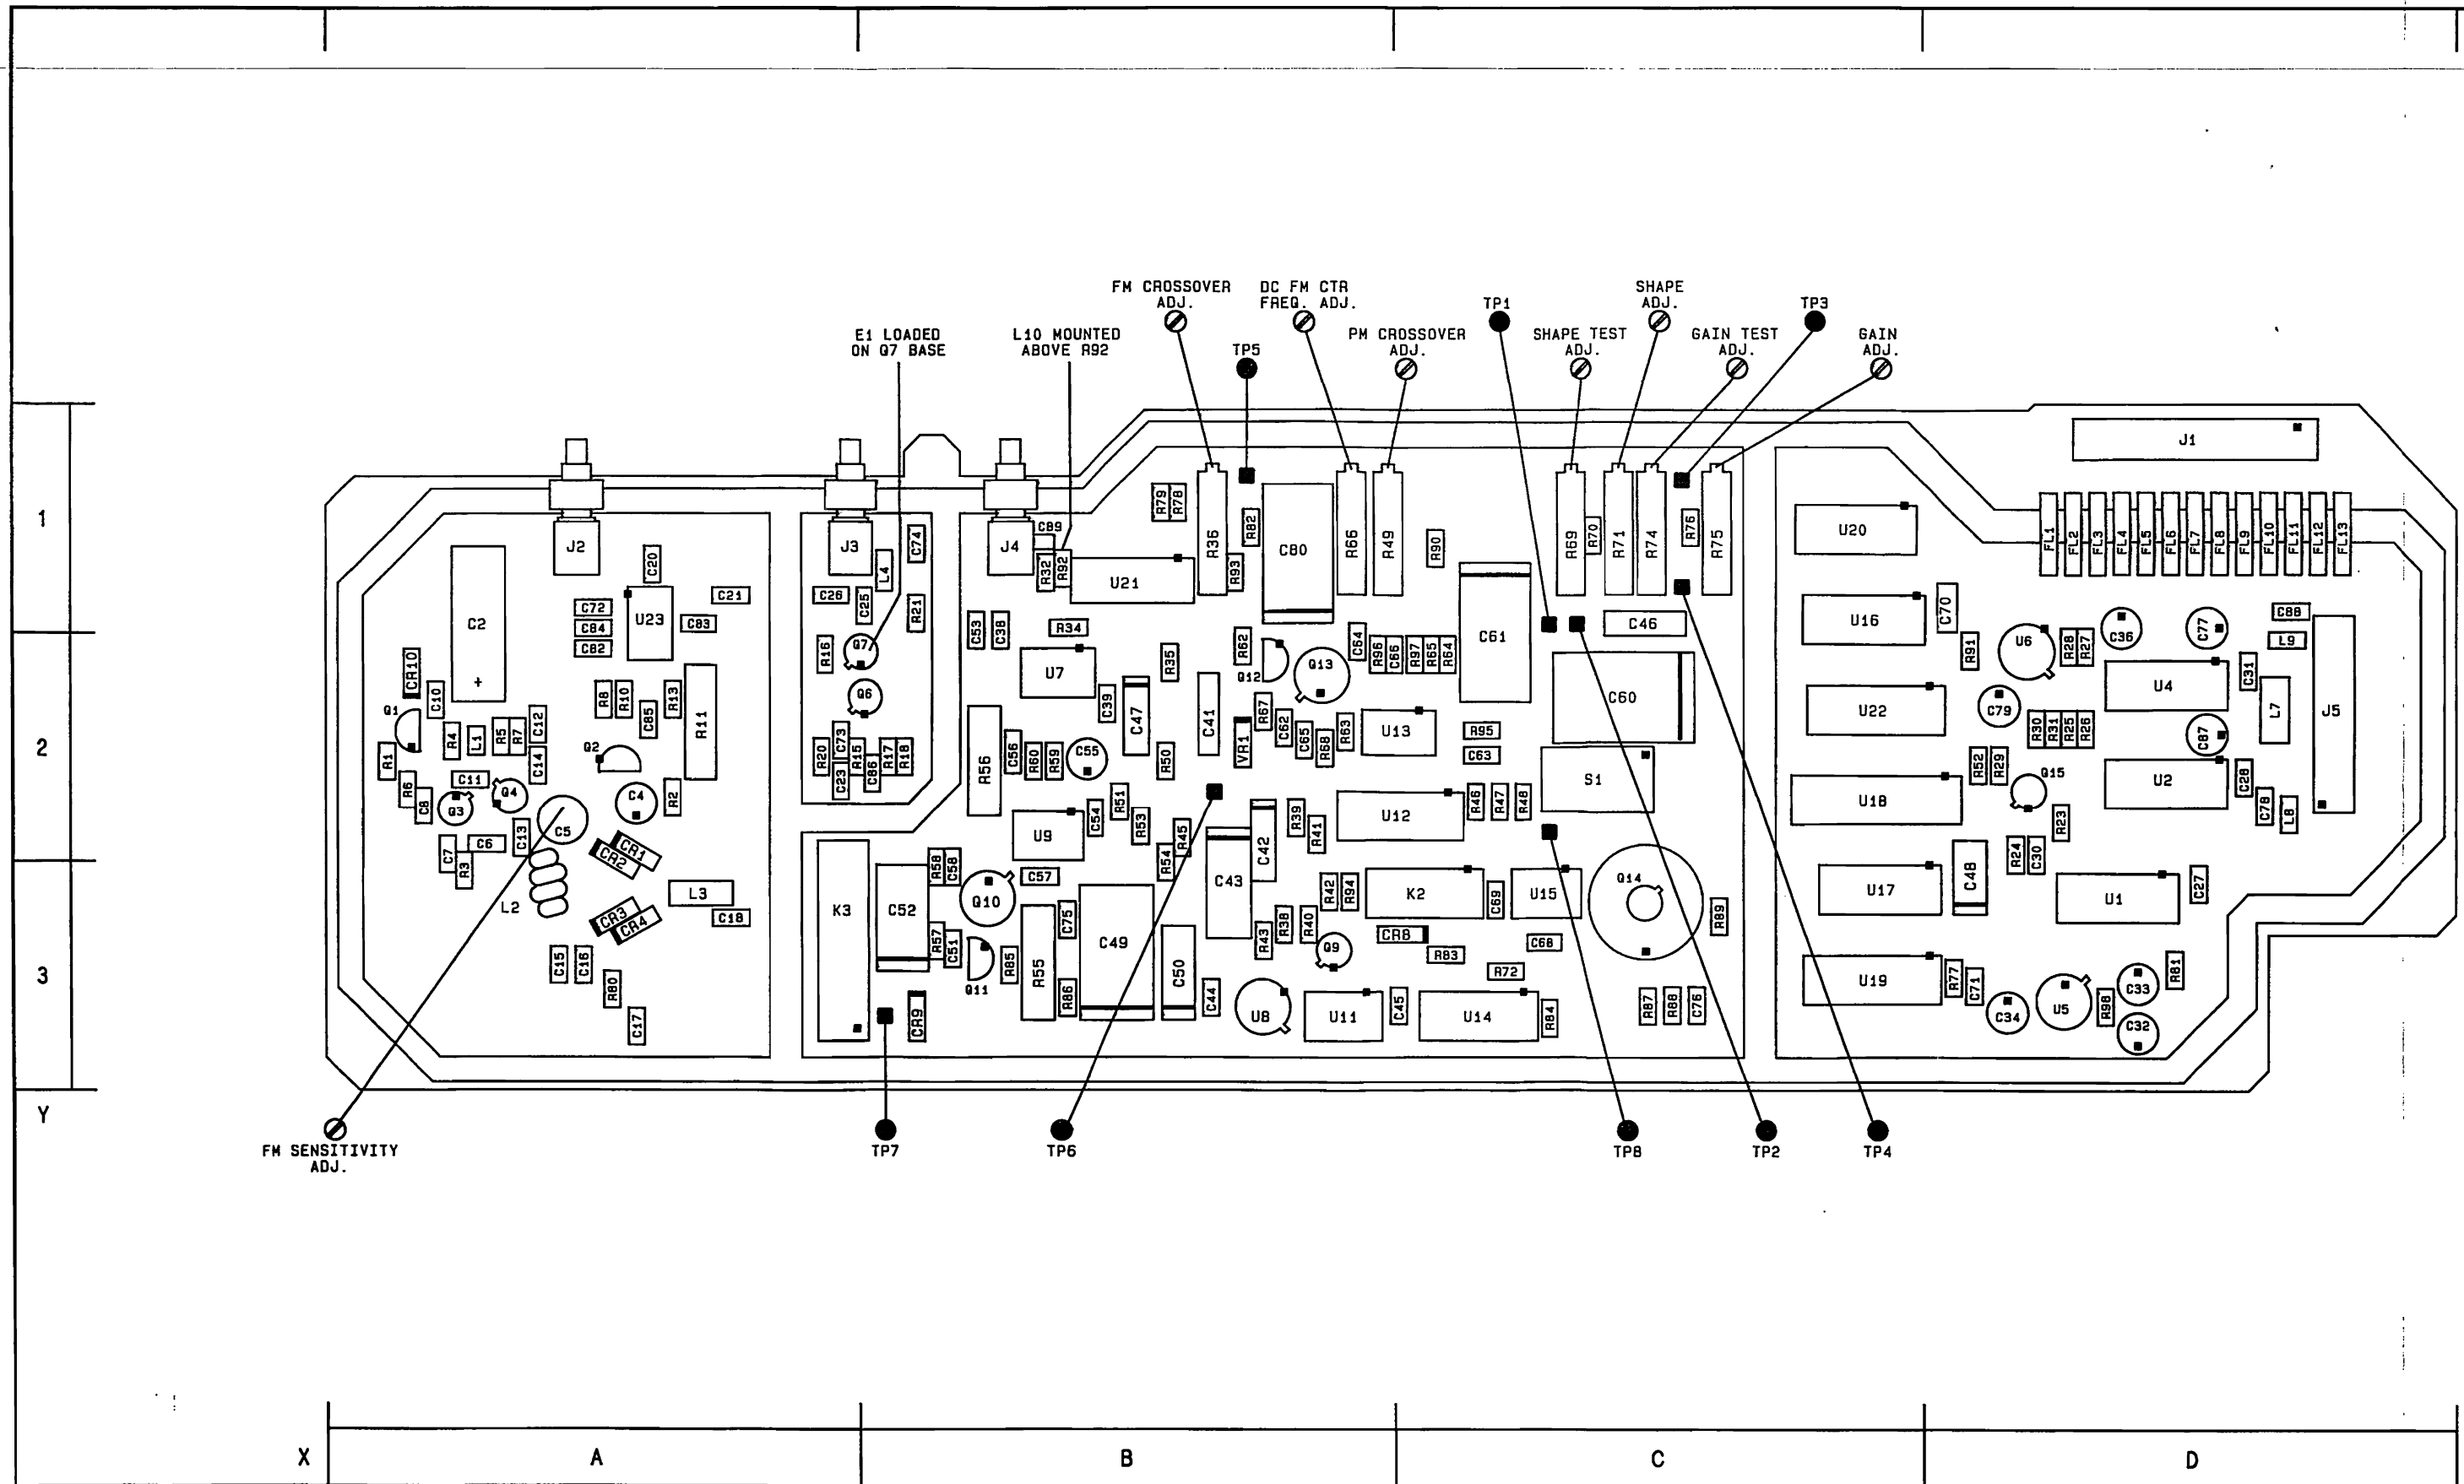 FM CROSSOVER
ADJ.
DC FM CTR
FREQ. ADJ.
TP1
SHAPE
ADJ.
TP3
E1 LOADED
ON Q7 BASE
L10 MOUNTED
ABOVE R92
TP5
PM CROSSOVER
ADJ.
SHAPE TEST
ADJ.
GAIN TEST
ADJ.
GAIN
ADJ.
1
2
3
Y
J1
J2
J3
J4
C89
C74
L4
R32
R92
U21
R79
R78
R36
R82
R93
C80
R66
R49
R90
R69
R70
R71
R74
R76
R75
U20
FL1
FL2
FL3
FL4
FL5
FL6
FL7
FL8
FL9
FL10
FL11
FL12
FL13
C20
C2
+
C72
C84
C82
U23
C21
C83
C26
C25
R21
C53
C38
R34
C61
C46
U16
C70
C36
C77
C88
L9
CR10
C10
R16
Q7
Q6
U7
R35
R62
Q12
Q13
C64
R96
C66
R97
R65
R64
C60
R91
U6
R28
R27
U4
C31
L7
J5
Q1
R1
R4
L1
R5
R7
C12
C14
R8
R10
C85
R13
R11
Q2
R6
C8
C11
Q3
Q4
C5
C4
R2
R20
C73
C23
R15
C86
R17
R18
R56
C56
R60
R59
C55
C39
C47
C41
R50
R67
VR1
C62
C65
R68
R63
U13
R95
C63
S1
U22
C79
R30
R31
R25
R26
C87
R52
R29
Q15
U18
U2
C28
C78
L8
R23
C7
C6
R3
C13
CR1
CR2
L2
L3
CR3
CR4
C18
C15
C16
R80
C17
U9
C54
R51
R53
R54
R45
C42
C43
R39
R41
U12
R46
R47
R48
K3
C52
R58
C58
Q10
C57
R57
C51
Q11
R85
R55
C75
R86
C49
C50
C44
CR9
R43
R38
R40
R42
R94
Q9
U8
U11
C45
K2
C69
U15
CR8
R83
R72
C68
U14
R84
Q14
R89
R87
R88
C76
R24
C30
U17
C48
U1
C27
U19
R77
C71
C34
U5
R98
C33
C32
R81
FM SENSITIVITY
ADJ.
TP7
TP6
TP8
TP2
TP4
X
A
B
C
D